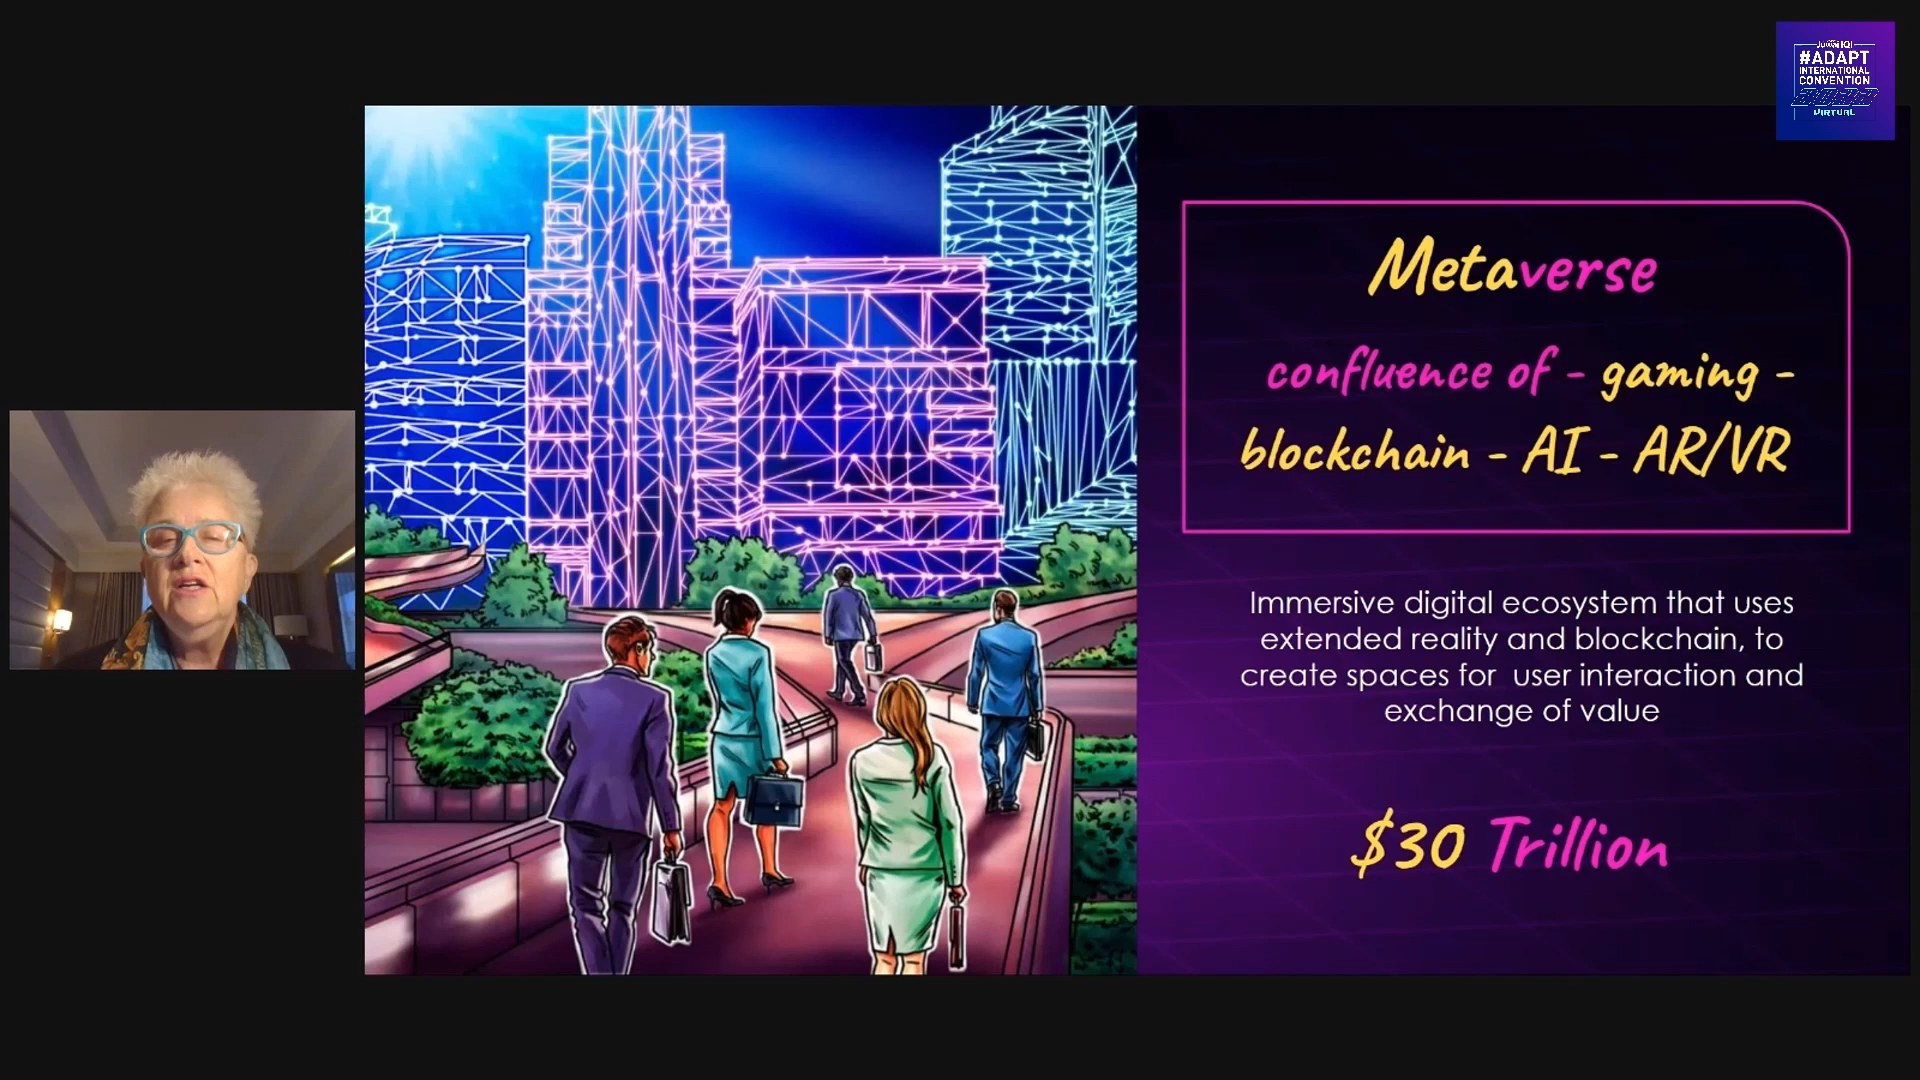 #ADAPT
INTERNATIONAL
CONVENTION
VIRTUAL
Metaverse
confluence of - gaming -
blockchain - AI - AR/VR
Immersive digital ecosystem that uses
extended reality and blockchain, to
create spaces for user interaction and
exchange of value
$30 Trillion